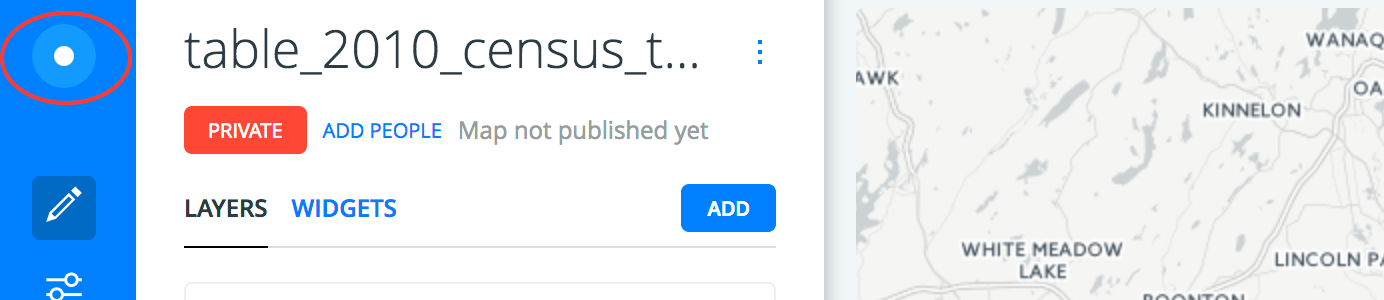 table_2010_census_t...
PRIVATE ADD PEOPLE Map not published yet
LAYERS WIDGETS ADD
WANAQ
AWK
OA
KINNELON
WHITE MEADOW
LAKE
LINCOLN PA
BOONTON